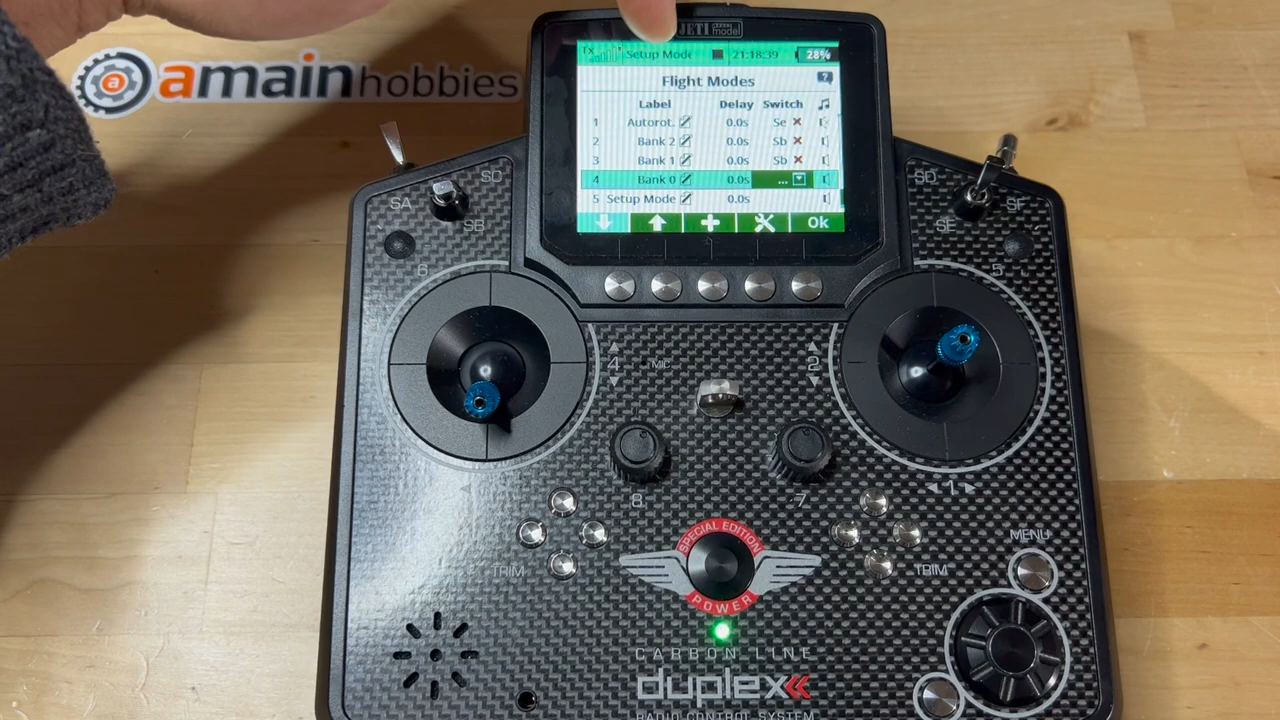 JETI model
Tx Setup Mode 21:18:39 28%
amainhobbies
a
Flight Modes ?
Label Delay Switch
1 Autorot. 0.0s Se
2 Bank 2 0.0s Sb
3 Bank 1 0.0s Sb
4 Bank 0 0.0s ...
5 Setup Mode 0.0s
Ok
SD
SA
SB
SD
SF
SE
6
5
4
MIC
2
8
7
1
SPECIAL EDITION
POWER
TRIM
TRIM
MENU
CARBON LINE
duplex
RADIO CONTROL SYSTEM